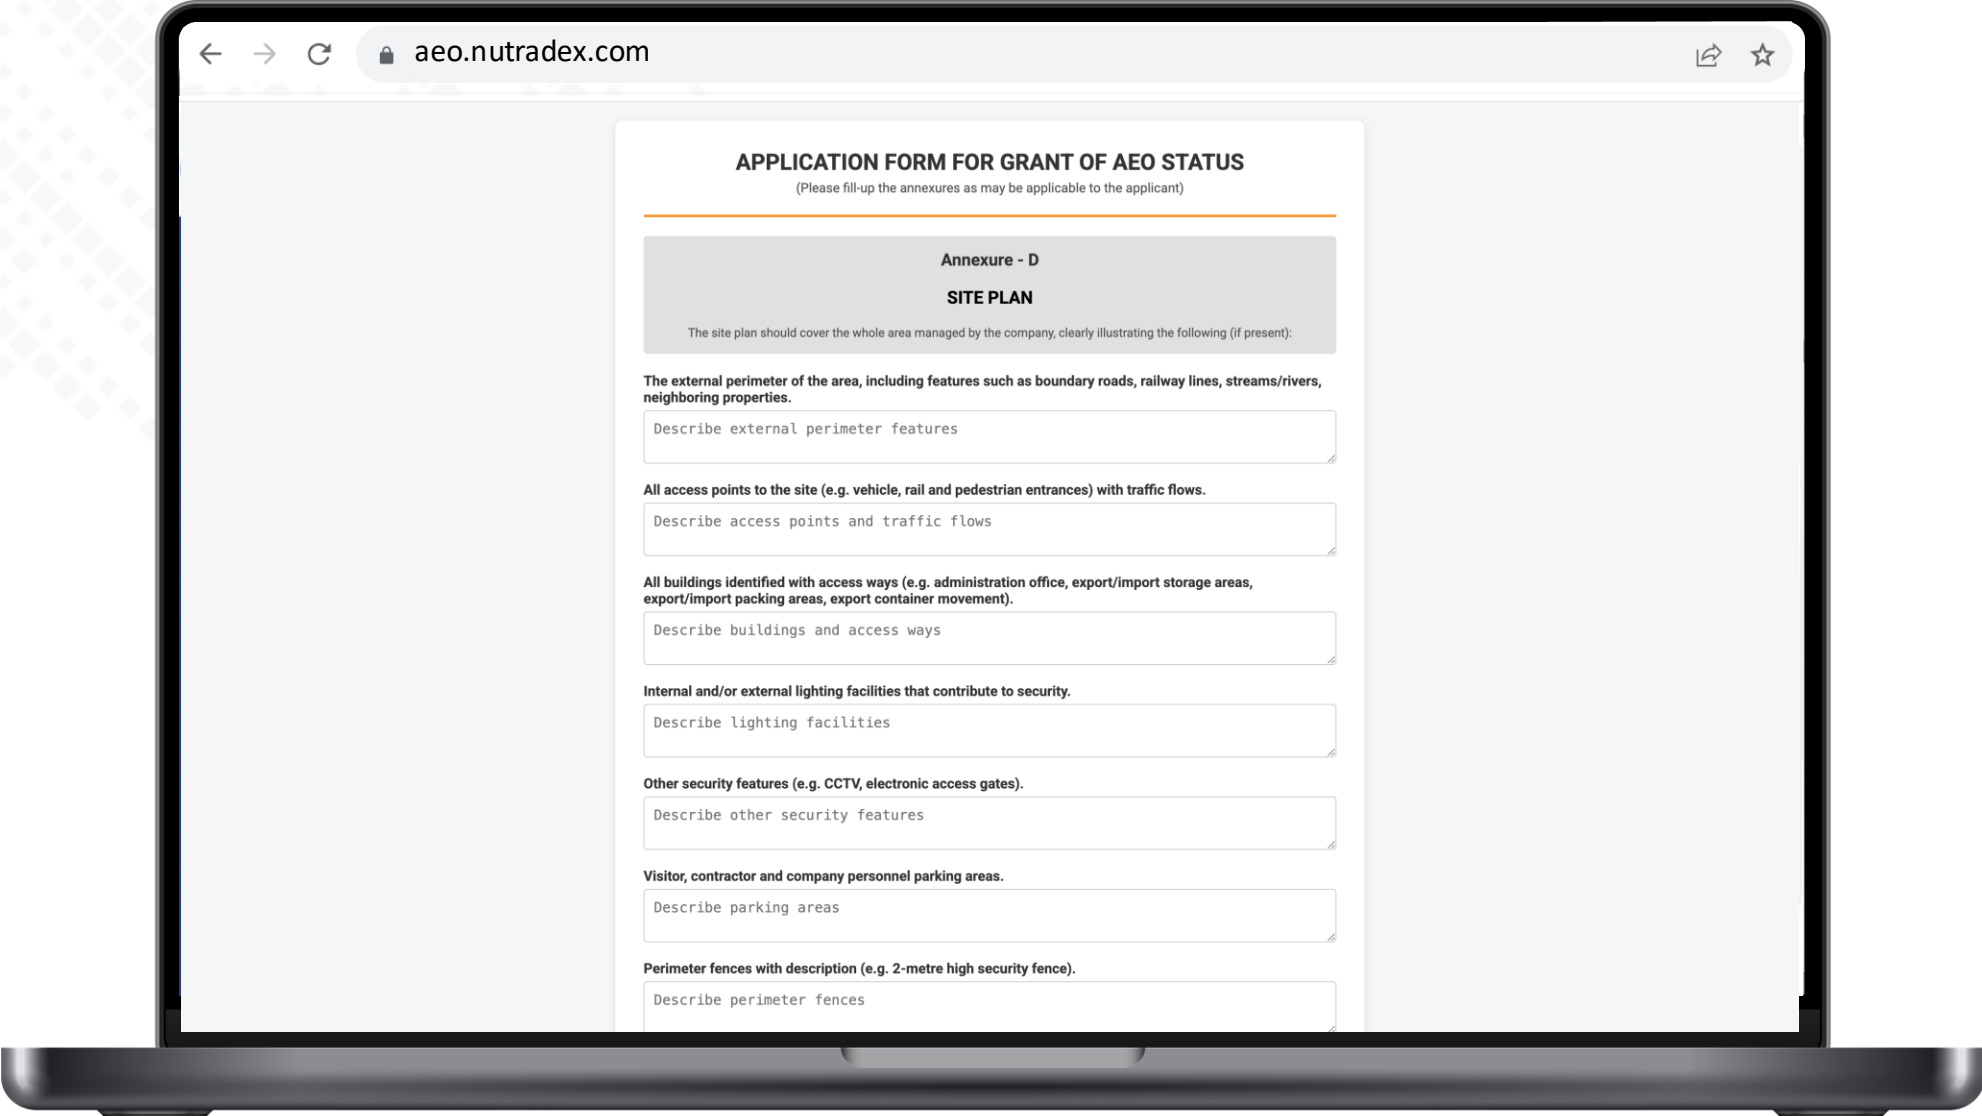 aeo.nutradex.com
APPLICATION FORM FOR GRANT OF AEO STATUS
(Please fill-up the annexures as may be applicable to the applicant)
Annexure - D
SITE PLAN
The site plan should cover the whole area managed by the company, clearly illustrating the following (if present):
The external perimeter of the area, including features such as boundary roads, railway lines, streams/rivers,
neighboring properties.
Describe external perimeter features
All access points to the site (e.g. vehicle, rail and pedestrian entrances) with traffic flows.
Describe access points and traffic flows
All buildings identified with access ways (e.g. administration office, export/import storage areas,
export/import packing areas, export container movement).
Describe buildings and access ways
Internal and/or external lighting facilities that contribute to security.
Describe lighting facilities
Other security features (e.g. CCTV, electronic access gates).
Describe other security features
Visitor, contractor and company personnel parking areas.
Describe parking areas
Perimeter fences with description (e.g. 2-metre high security fence).
Describe perimeter fences